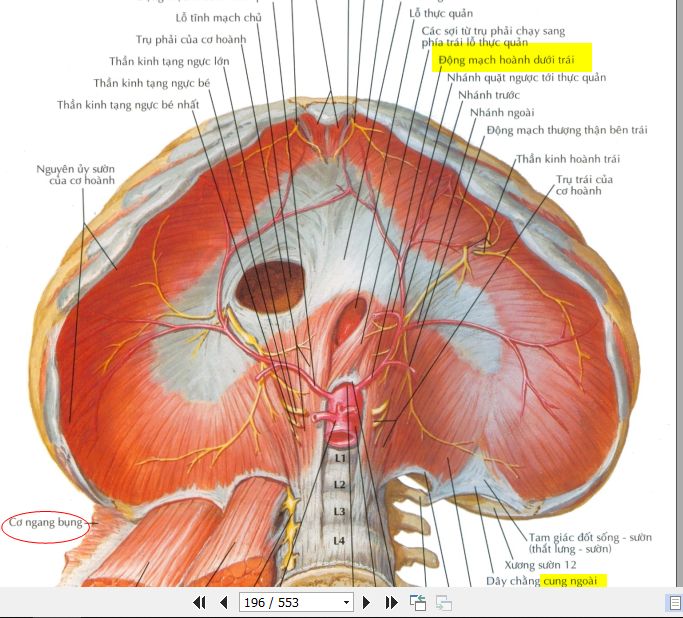 Lỗ tĩnh mạch chủ
Trụ phải của cơ hoành
Thần kinh tạng ngực lớn
Thần kinh tạng ngực bé
Thần kinh tạng ngực bé nhất
Nguyên ủy sườn
của cơ hoành
Lỗ thực quản
Các sợi từ trụ phải chạy sang
phía trái lỗ thực quản
Động mạch hoành dưới trái
Nhánh quặt ngược tới thực quản
Nhánh trước
Nhánh ngoài
Động mạch thượng thận bên trái
Thần kinh hoành trái
Trụ trái của
cơ hoành
L1
L2
L3
L4
Cơ ngang bụng
Tam giác đốt sống - sườn
(thắt lưng - sườn)
Xương sườn 12
Dây chằng cung ngoài
196 / 553